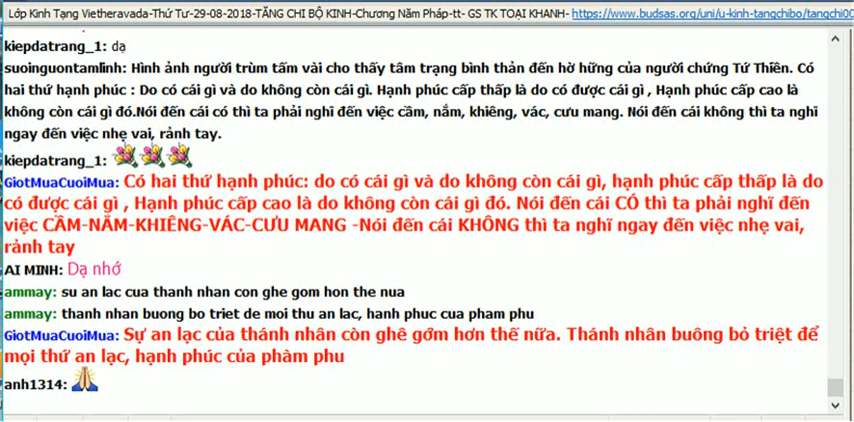 Lớp Kinh Tạng Vietheravada-Thứ Tư-29-08-2018-TĂNG CHI BỘ KINH-Chương Năm Pháp-tt- GS TK TOẠI KHANH- https://www.budsas.org/uni/u-kinh-tangchibo/tangchi00
kiepdatrang_1: dạ
suoinguontamlinh: Hình ảnh người trùm tấm vài cho thấy tâm trạng bình thản đến hờ hững của người chứng Tứ Thiền. Có
hai thứ hạnh phúc : Do có cái gì và do không còn cái gì. Hạnh phúc cấp thấp là do có được cái gì , Hạnh phúc cấp cao là
không còn cái gì đó.Nói đến cái có thì ta phải nghĩ đến việc cầm, nắm, khiêng, vác, cưu mang. Nói đến cái không thì ta nghĩ
ngay đến việc nhẹ vai, rảnh tay.
kiepdatrang_1:
GiotMuaCuoiMua: Có hai thứ hạnh phúc: do có cái gì và do không còn cái gì, hạnh phúc cấp thấp là do
có được cái gì , Hạnh phúc cấp cao là do không còn cái gì đó. Nói đến cái CÓ thì ta phải nghĩ đến
việc CẦM-NẮM-KHIÊNG-VÁC-CƯU MANG -Nói đến cái KHÔNG thì ta nghĩ ngay đến việc nhẹ vai,
rảnh tay
AI MINH: Dạ nhớ
ammay: su an lac cua thanh nhan con ghe gom hon the nua
ammay: thanh nhan buong bo triet de moi thu an lac, hanh phuc cua pham phu
GiotMuaCuoiMua: Sự an lạc của thánh nhân còn ghê gớm hơn thế nữa. Thánh nhân buông bỏ triệt để
mọi thứ an lạc, hạnh phúc của phàm phu
anh1314: